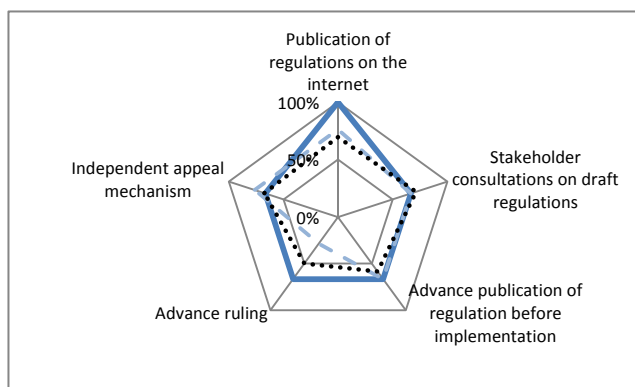 Publication of
regulations on the
internet
100%
50%
0%
Independent appeal
mechanism
Stakeholder
consultations on draft
regulations
Advance ruling
Advance publication of
regulation before
implementation